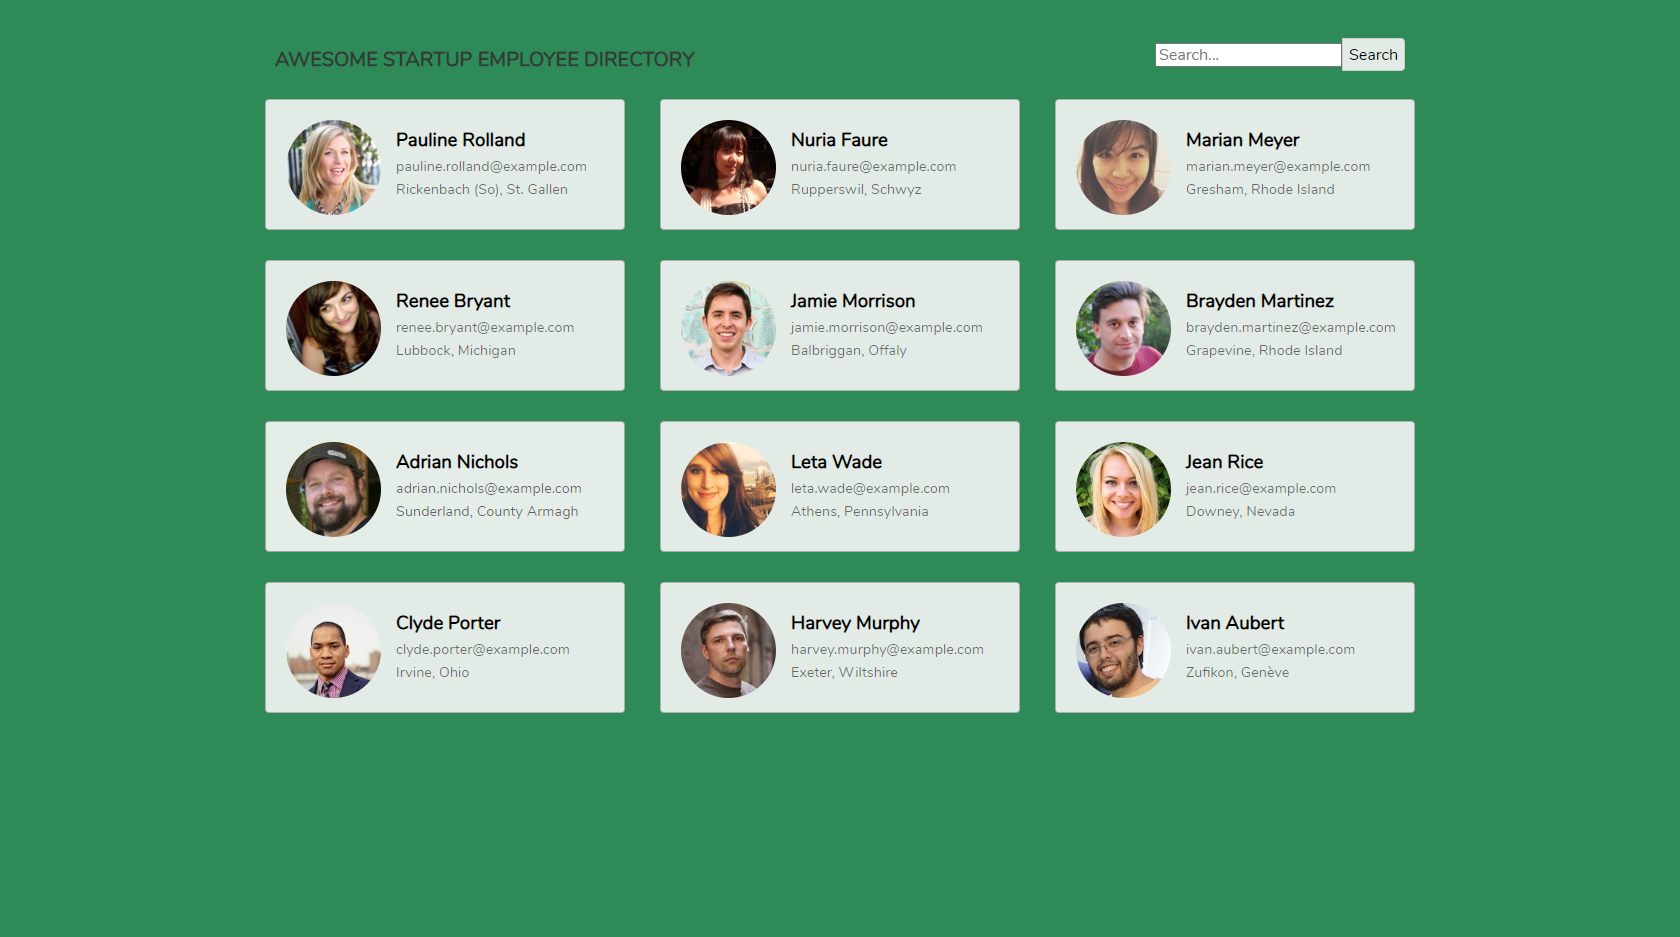 AWESOME STARTUP EMPLOYEE DIRECTORY
Search...
Search
Pauline Rolland
pauline.rolland@example.com
Rickenbach (So), St. Gallen
Nuria Faure
nuria.faure@example.com
Rupperswil, Schwyz
Marian Meyer
marian.meyer@example.com
Gresham, Rhode Island
Renee Bryant
renee.bryant@example.com
Lubbock, Michigan
Jamie Morrison
jamie.morrison@example.com
Balbriggan, Offaly
Brayden Martinez
brayden.martinez@example.com
Grapevine, Rhode Island
Adrian Nichols
adrian.nichols@example.com
Sunderland, County Armagh
Leta Wade
leta.wade@example.com
Athens, Pennsylvania
Jean Rice
jean.rice@example.com
Downey, Nevada
Clyde Porter
clyde.porter@example.com
Irvine, Ohio
Harvey Murphy
harvey.murphy@example.com
Exeter, Wiltshire
Ivan Aubert
ivan.aubert@example.com
Zufikon, Genève